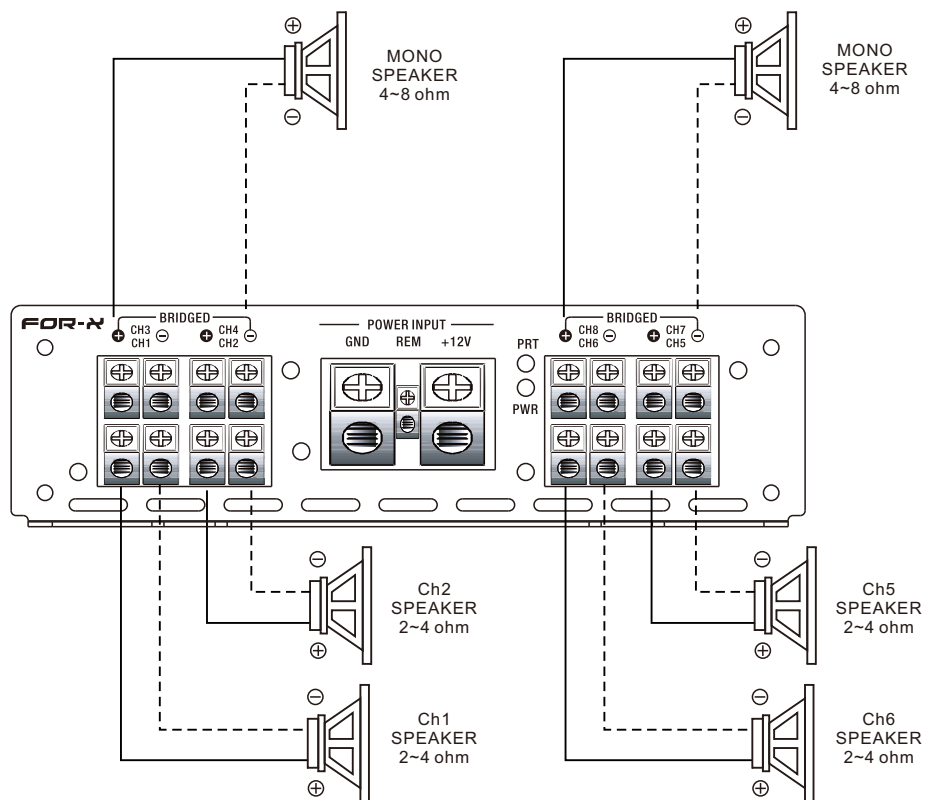 MONO
SPEAKER
4~8 ohm
MONO
SPEAKER
4~8 ohm
FOR-X
BRIDGED
CH3 CH4
CH1 CH2
POWER INPUT
GND REM +12V
PRT
PWR
BRIDGED
CH8 CH7
CH6 CH5
Ch2
SPEAKER
2~4 ohm
Ch5
SPEAKER
2~4 ohm
Ch1
SPEAKER
2~4 ohm
Ch6
SPEAKER
2~4 ohm